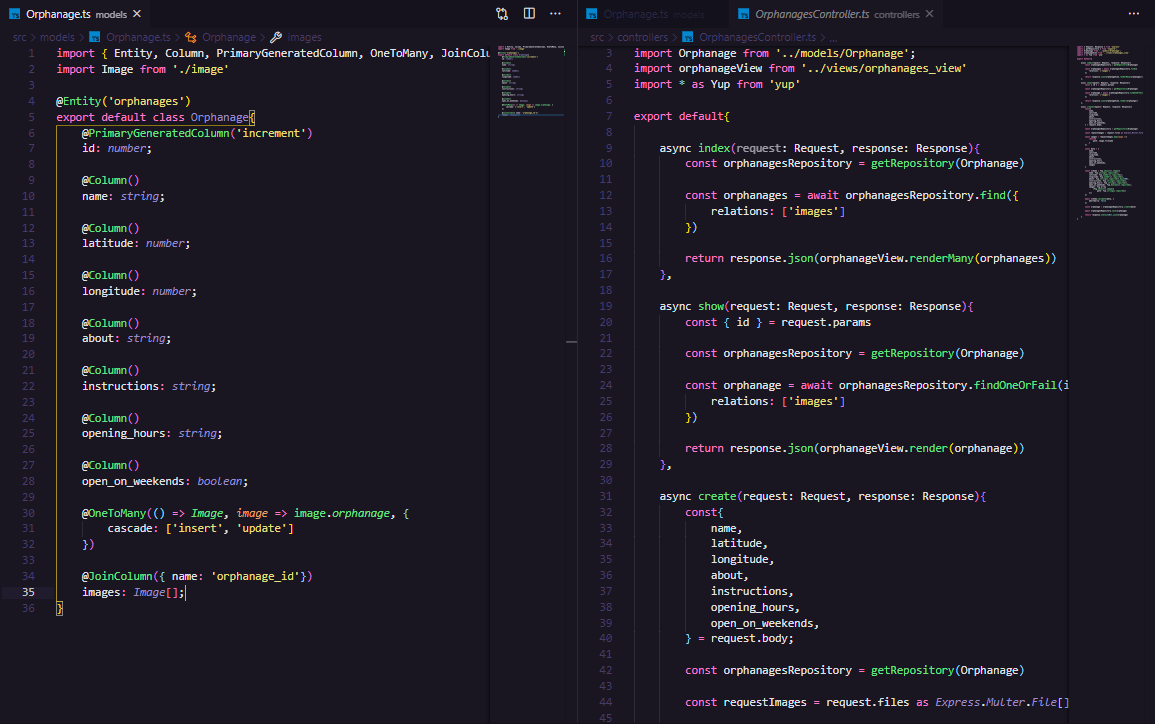 Orphanage.ts models
src > models > Orphanage.ts > Orphanage > images
1 import { Entity, Column, PrimaryGeneratedColumn, OneToMany, JoinColu
2 import Image from './image'
3
4 @Entity('orphanages')
5 export default class Orphanage{
6 @PrimaryGeneratedColumn('increment')
7 id: number;
8
9 @Column()
10 name: string;
11
12 @Column()
13 latitude: number;
14
15 @Column()
16 longitude: number;
17
18 @Column()
19 about: string;
20
21 @Column()
22 instructions: string;
23
24 @Column()
25 opening_hours: string;
26
27 @Column()
28 open_on_weekends: boolean;
29
30 @OneToMany(() => Image, image => image.orphanage, {
31 cascade: ['insert', 'update']
32 })
33
34 @JoinColumn({ name: 'orphanage_id'})
35 images: Image[];
36 }
Orphanage.ts models
OrphanagesController.ts controllers
src > controllers > OrphanagesController.ts > ...
3 import Orphanage from '../models/Orphanage';
4 import orphanageView from '../views/orphanages_view'
5 import * as Yup from 'yup'
6
7 export default{
8
9 async index(request: Request, response: Response){
10 const orphanagesRepository = getRepository(Orphanage)
11
12 const orphanages = await orphanagesRepository.find({
13 relations: ['images']
14 })
15
16 return response.json(orphanageView.renderMany(orphanages))
17 },
18
19 async show(request: Request, response: Response){
20 const { id } = request.params
21
22 const orphanagesRepository = getRepository(Orphanage)
23
24 const orphanage = await orphanagesRepository.findOneOrFail(i
25 relations: ['images']
26 })
27
28 return response.json(orphanageView.render(orphanage))
29 },
30
31 async create(request: Request, response: Response){
32 const{
33 name,
34 latitude,
35 longitude,
36 about,
37 instructions,
38 opening_hours,
39 open_on_weekends,
40 } = request.body;
41
42 const orphanagesRepository = getRepository(Orphanage)
43
44 const requestImages = request.files as Express.Multer.File[]
45